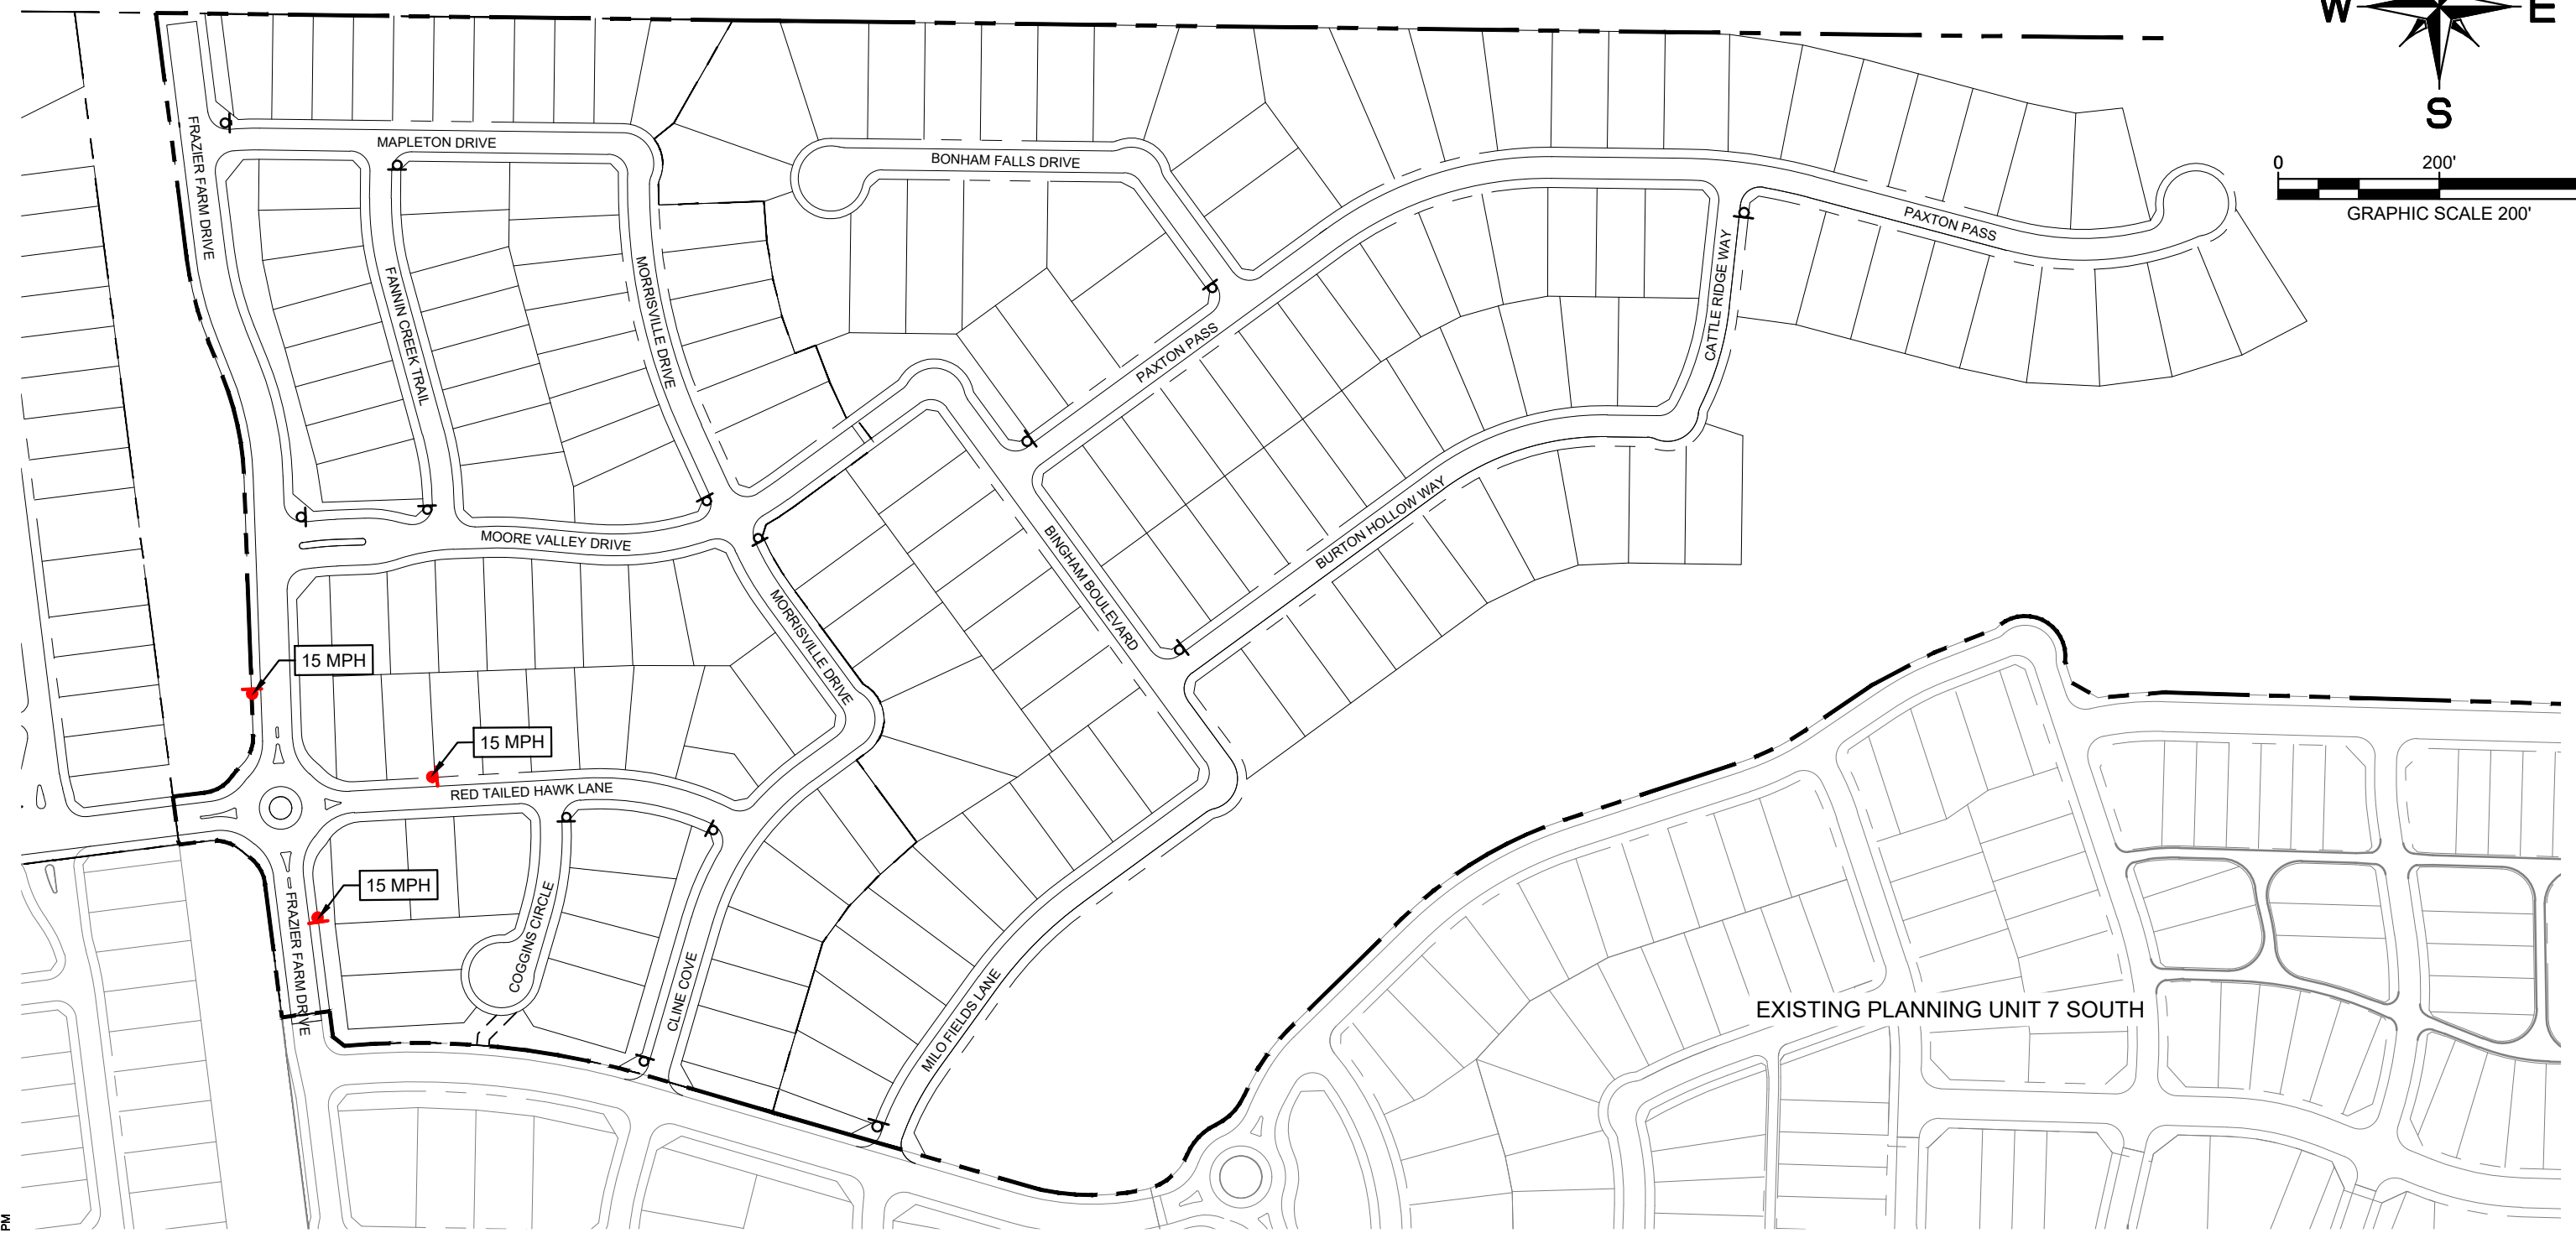 W
E
S
0
200'
GRAPHIC SCALE 200'
MAPLETON DRIVE
BONHAM FALLS DRIVE
FRAZIER FARM DRIVE
PAXTON PASS
FANNIN CREEK TRAIL
MORRISVILLE DRIVE
CATTLE RIDGE WAY
PAXTON PASS
MOORE VALLEY DRIVE
BINGHAM BOULEVARD
BURTON HOLLOW WAY
MORRISVILLE DRIVE
15 MPH
15 MPH
RED TAILED HAWK LANE
15 MPH
FRAZIER FARM DRIVE
COGGINS CIRCLE
CLINE COVE
MILO FIELDS LANE
EXISTING PLANNING UNIT 7 SOUTH
PM